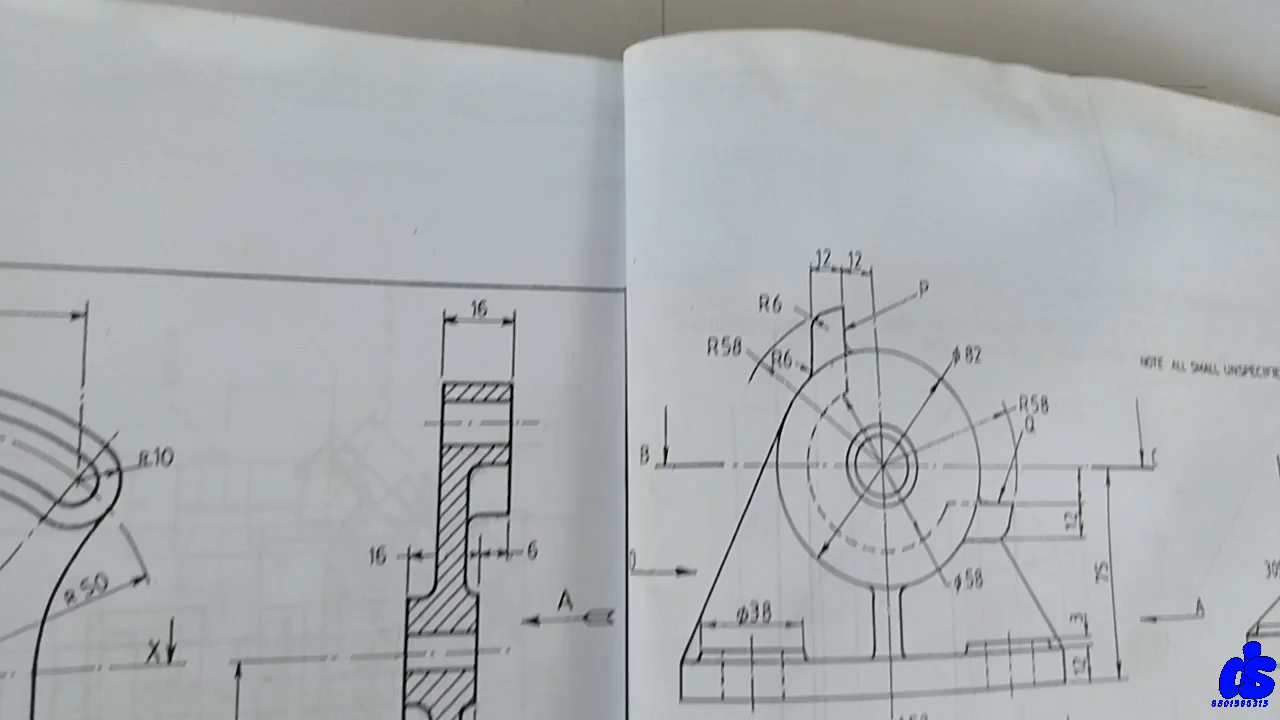 16
R10
R50
X
16
6
A
12 12
P
R6
R58
R6
φ82
R58
Q
B
C
12
75
φ58
φ38
3
12
A
NOTE ALL SMALL
DS